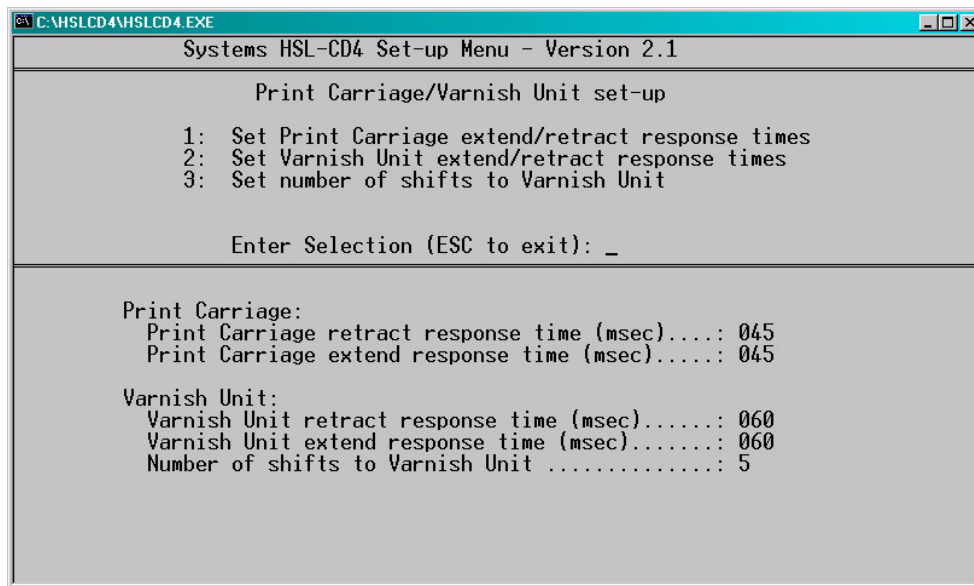 C:\HSLCD4\HSLCD4.EXE
Systems HSL-CD4 Set-up Menu - Version 2.1
Print Carriage/Varnish Unit set-up
1: Set Print Carriage extend/retract response times
2: Set Varnish Unit extend/retract response times
3: Set number of shifts to Varnish Unit
Enter Selection (ESC to exit): _
Print Carriage:
Print Carriage retract response time (msec)....: 045
Print Carriage extend response time (msec).....: 045
Varnish Unit:
Varnish Unit retract response time (msec)......: 060
Varnish Unit extend response time (msec).......: 060
Number of shifts to Varnish Unit ..............: 5